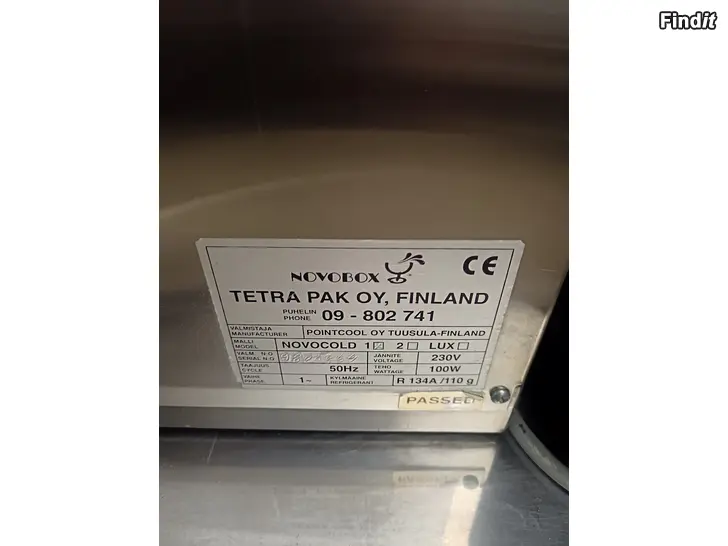 Findit
NOVOBOX
CE
TETRA PAK OY, FINLAND
PUHELIN
PHONE 09 - 802 741
VALMISTAJA
MANUFACTURER POINTCOOL OY TUUSULA-FINLAND
MALLI
MODEL NOVOCOLD 1 2 LUX
VALM. N:O
SERIAL N:O JÄNNITE
VOLTAGE 230V
TAAJUUS
CYCLE 50Hz TEHO
WATTAGE 100W
VAIHE
PHASE 1~ KYLMÄAINE
REFRIGERANT R 134A /110 g
PASSED